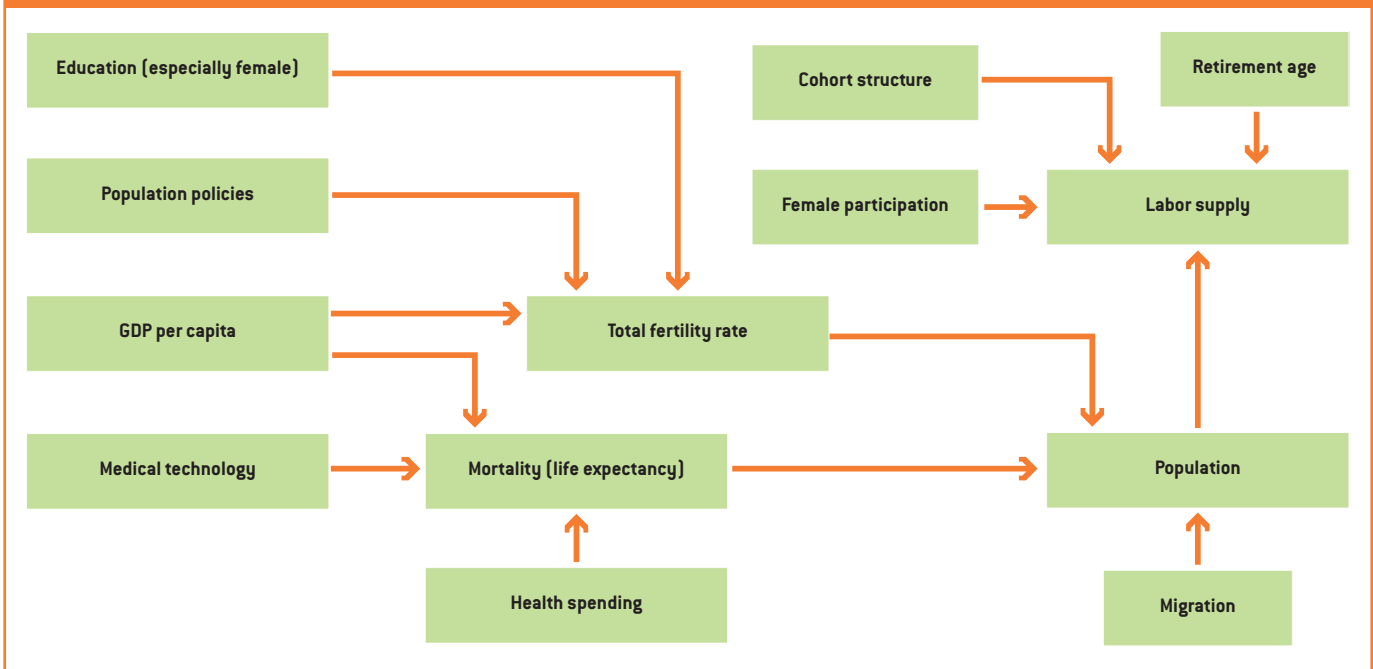 Education (especially female)
Cohort structure
Retirement age
Population policies
Female participation
Labor supply
GDP per capita
Total fertility rate
Medical technology
Mortality (life expectancy)
Population
Health spending
Migration